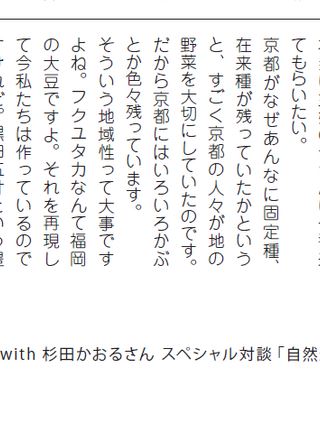 てもらいたい。
京都がなぜあんなに固定種、
在来種が残っていたかという
と、すごく京都の人々が地の
野菜を大切にしていたのです。
だから京都にはいろいろかぶ
とか色々残っています。
そういう地域性って大事です
よね。フクユタカなんて福岡
の大豆ですよ。それを再現し
て今私たちは作っているので
with 杉田かおるさん スペシャル対談「自然